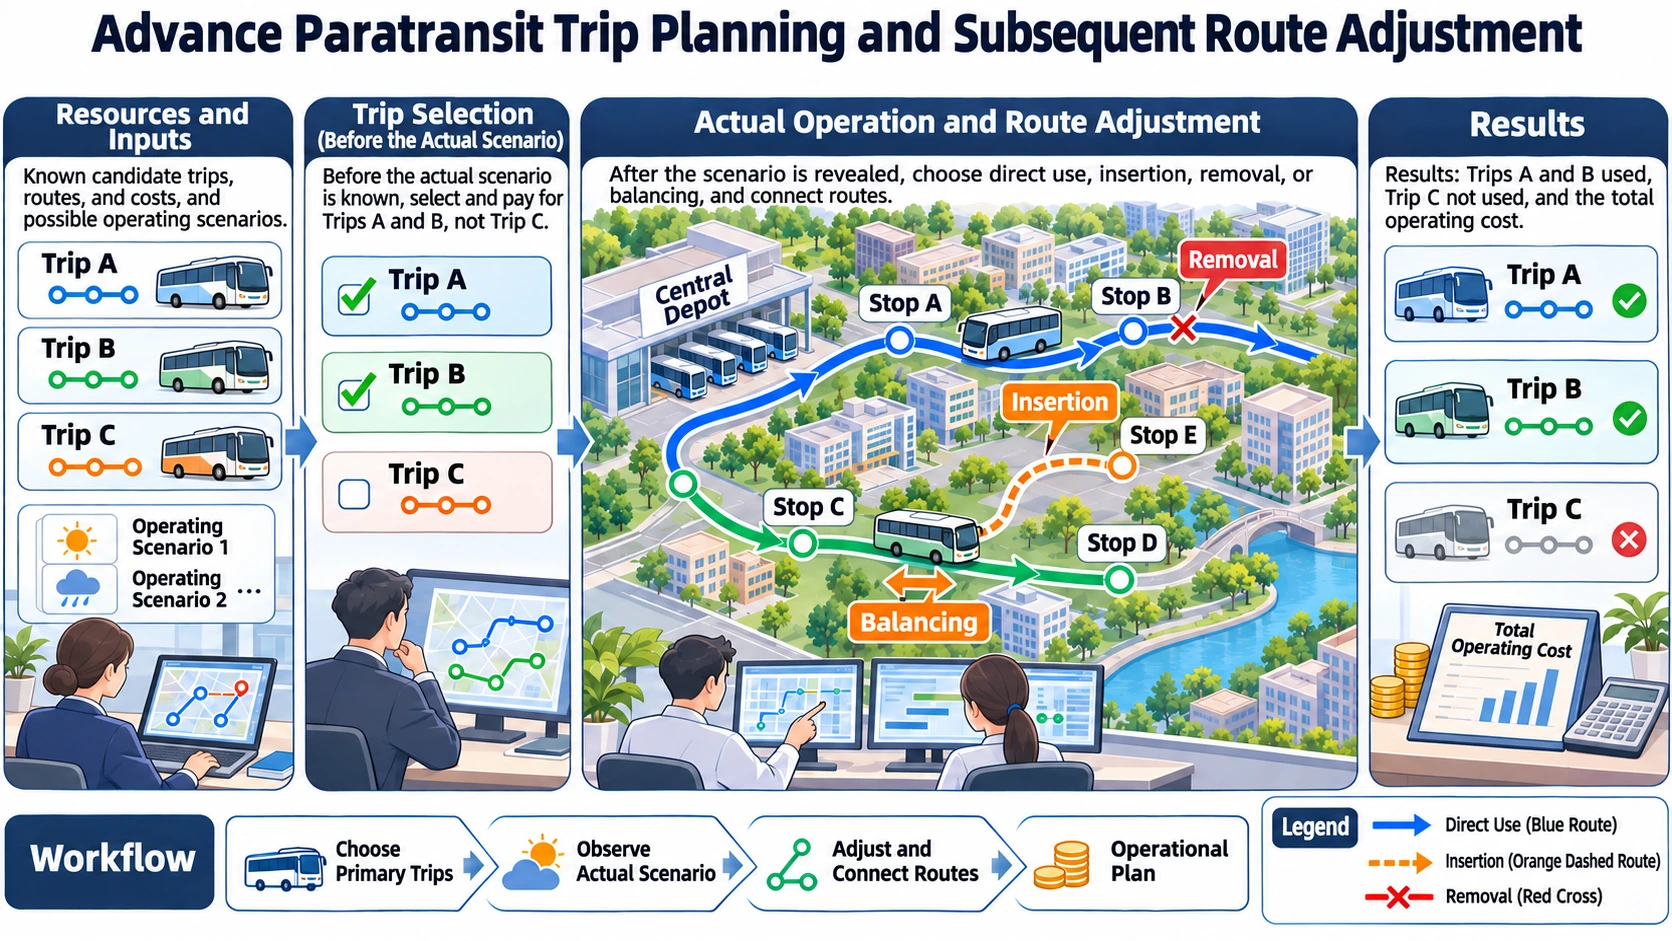 Advance Paratransit Trip Planning and Subsequent Route Adjustment
Resources and
Inputs
Known candidate trips,
routes, and costs, and
possible operating scenarios.
Trip A
Trip B
Trip C
Operating
Scenario 1
Operating
Scenario 2 ...
Trip Selection
(Before the Actual Scenario)
Before the actual scenario
is known, select and pay for
Trips A and B, not Trip C.
Trip A
Trip B
Trip C
Actual Operation and Route Adjustment
After the scenario is revealed, choose direct use, insertion, removal, or
balancing, and connect routes.
Central
Depot
Stop A
Stop B
Removal
Insertion
Stop E
Stop C
Stop D
Balancing
Results
Results: Trips A and B used,
Trip C not used, and the total
operating cost.
Trip A
Trip B
Trip C
Total
Operating Cost
Workflow
Choose
Primary Trips
Observe
Actual Scenario
Adjust and
Connect Routes
Operational
Plan
Legend
Direct Use (Blue Route)
Insertion (Orange Dashed Route)
Removal (Red Cross)